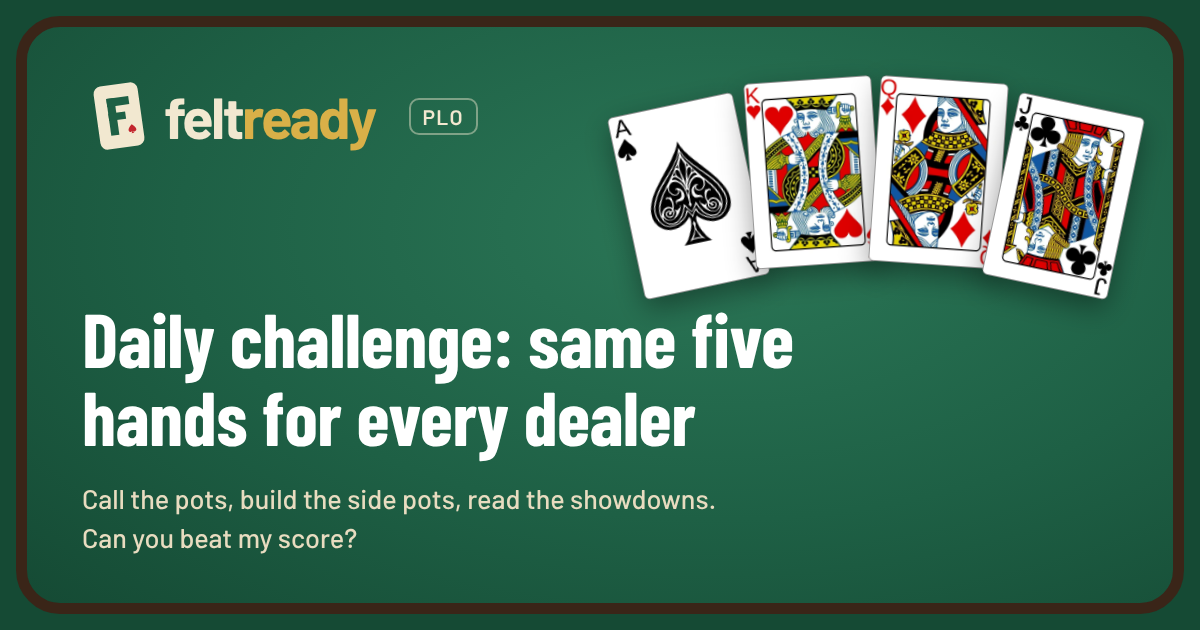 F
feltready
PLO
A
A
K
Q
Q
J
J
Daily challenge: same five
hands for every dealer
Call the pots, build the side pots, read the showdowns.
Can you beat my score?